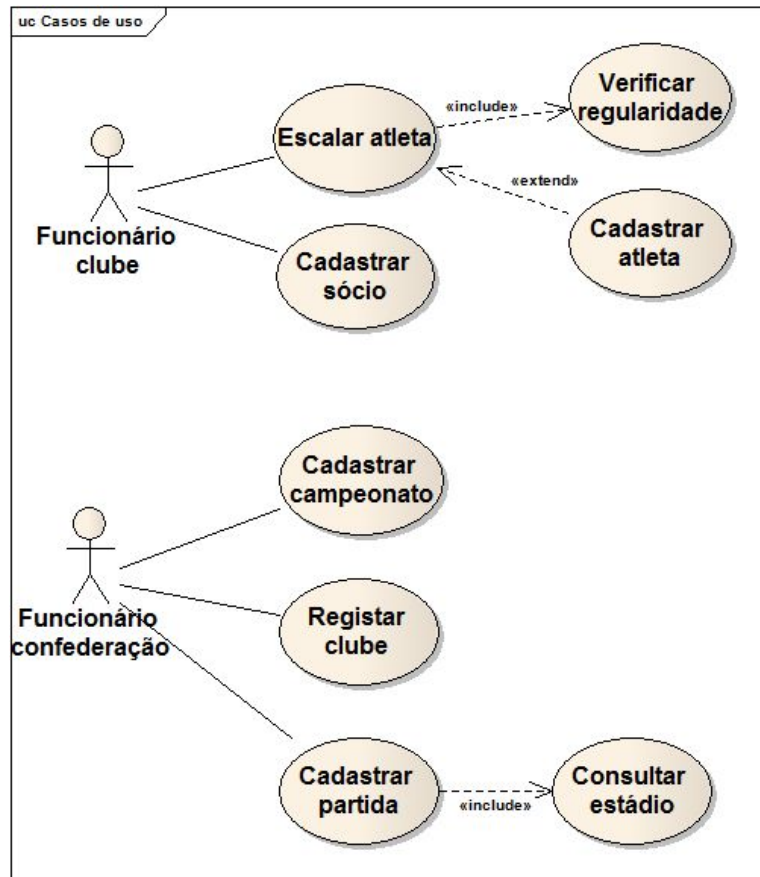 uc Casos de uso
Verificar
regularidade
«include»
Escalar atleta
«extend»
Cadastrar
atleta
Funcionário
clube
Cadastrar
sócio
Cadastrar
campeonato
Funcionário
confederação
Registar
clube
Cadastrar
partida
«include»
Consultar
estádio